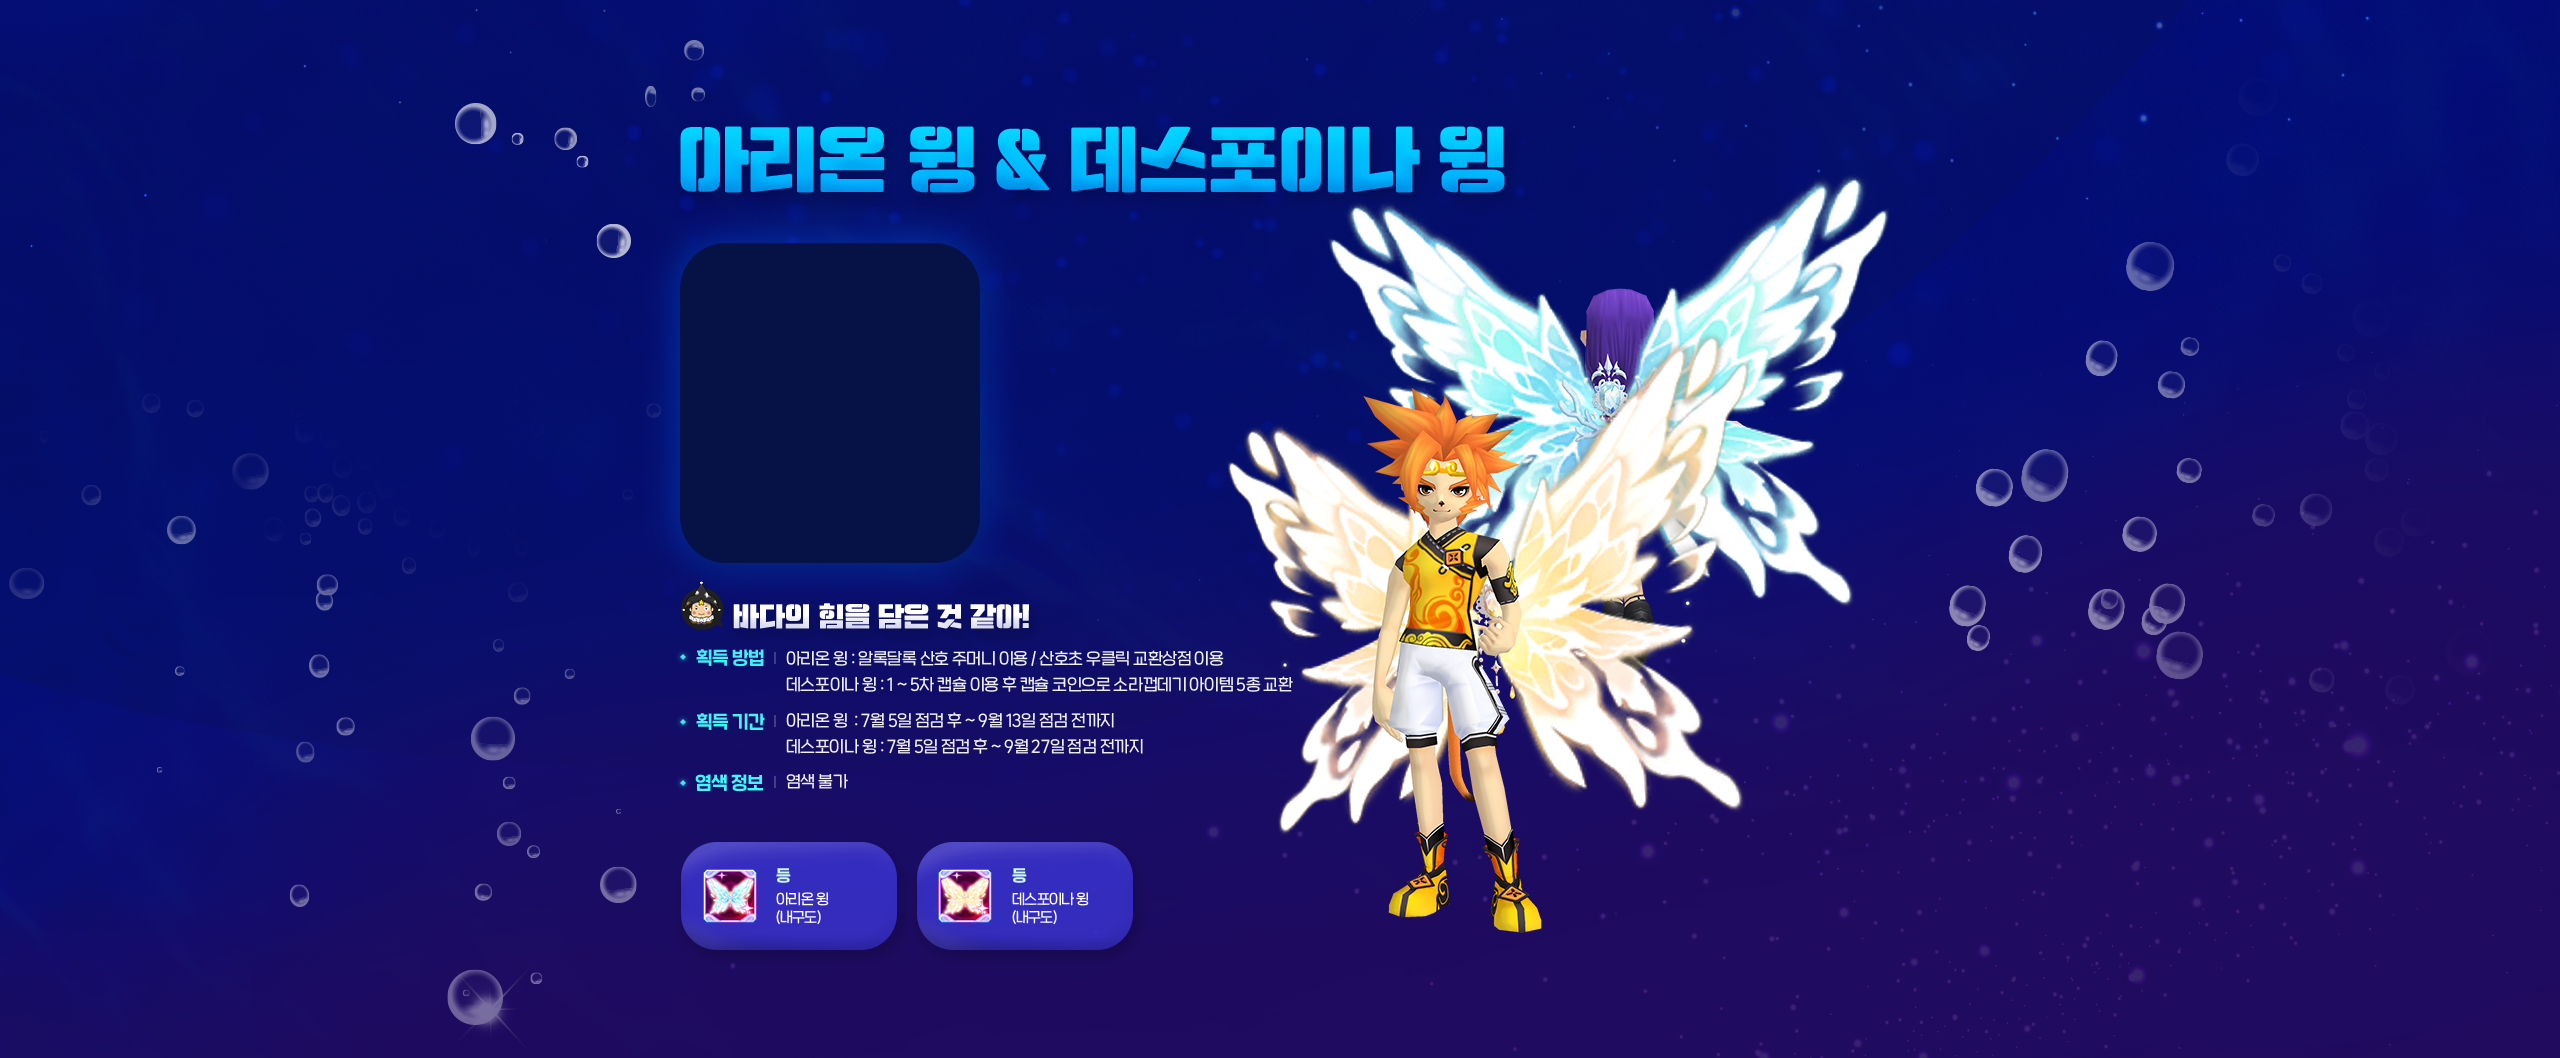 아리온 윙 & 데스포이나 윙
바다의 힘을 담은 것 같아!
획득 방법 | 아리온 윙 : 알록달록 산호 주머니 이용 / 산호초 우클릭 교환상점 이용
데스포이나 윙 : 1 ~ 5차 캡슐 이용 후 캡슐 코인으로 소라껍데기 아이템 5종 교환
획득 기간 | 아리온 윙 : 7월 5일 점검 후 ~ 9월 13일 점검 전까지
데스포이나 윙 : 7월 5일 점검 후 ~ 9월 27일 점검 전까지
염색 정보 | 염색 불가
등
아리온 윙
(내구도)
등
데스포이나 윙
(내구도)